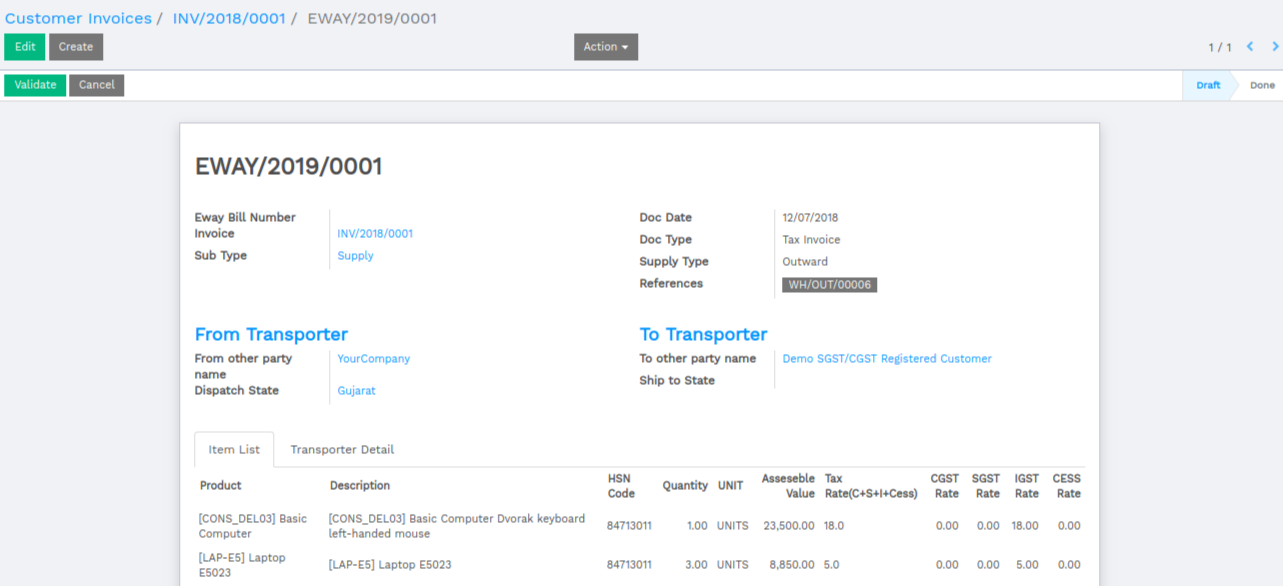 Customer Invoices / INV/2018/0001 / EWAY/2019/0001
Edit Create Action 1 / 1
Validate Cancel Draft Done
EWAY/2019/0001
Eway Bill Number Doc Date 12/07/2018
Invoice INV/2018/0001 Doc Type Tax Invoice
Sub Type Supply Supply Type Outward
References WH/OUT/00006
From Transporter To Transporter
From other party name YourCompany To other party name Demo SGST/CGST Registered Customer
Dispatch State Gujarat Ship to State
Item List Transporter Detail
Product Description HSN Code Quantity UNIT Asseseble Value Tax Rate(C+S+I+Cess) CGST Rate SGST Rate IGST Rate CESS Rate
[CONS_DEL03] Basic Computer [CONS_DEL03] Basic Computer Dvorak keyboard left-handed mouse 84713011 1.00 UNITS 23,500.00 18.0 0.00 0.00 18.00 0.00
[LAP-E5] Laptop E5023 [LAP-E5] Laptop E5023 84713011 3.00 UNITS 8,850.00 5.0 0.00 0.00 5.00 0.00